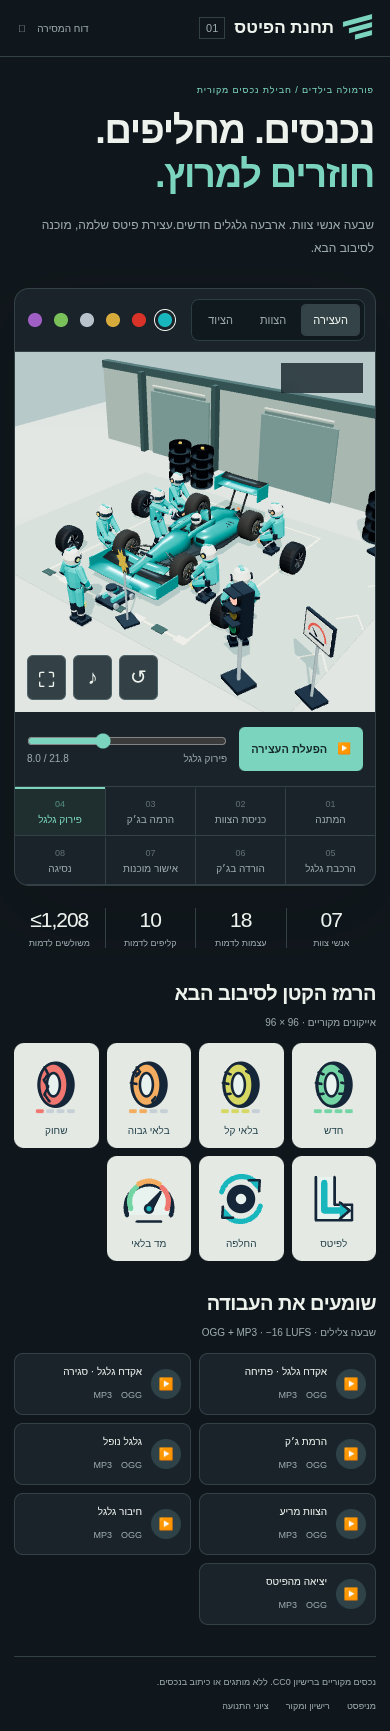 תחנת הפיטס 01 דוח המסירה
פורמולה בילדים / חבילת נכסים מקורית
נכנסים. מחליפים.
חוזרים למרוץ.
שבעה אנשי צוות. ארבעה גלגלים חדשים.עצירת פיטס שלמה, מוכנה
לסיבוב הבא.
העצירה הצוות הציוד
▶ הפעלת העצירה
פירוק גלגל 8.0 / 21.8
01 02 03 04
המתנה כניסת הצוות הרמה בג׳ק פירוק גלגל
05 06 07 08
הרכבת גלגל הורדה בג׳ק אישור מוכנות נסיגה
07 18 10 ≤1,208
אנשי צוות עצמות לדמות קליפים לדמות משולשים לדמות
הרמז הקטן לסיבוב הבא
אייקונים מקוריים · 96 × 96
חדש בלאי קל בלאי גבוה שחוק
לפיטס החלפה מד בלאי
שומעים את העבודה
שבעה צלילים · OGG + MP3 · −16 LUFS
אקדח גלגל · פתיחה אקדח גלגל · סגירה
OGG MP3 OGG MP3
הרמת ג׳ק גלגל נופל
OGG MP3 OGG MP3
הצוות מריע חיבור גלגל
OGG MP3 OGG MP3
יציאה מהפיטס
OGG MP3
נכסים מקוריים ברישיון CC0. ללא מותגים או כיתוב בנכסים.
מניפסט רישיון ומקור ציוני התנועה